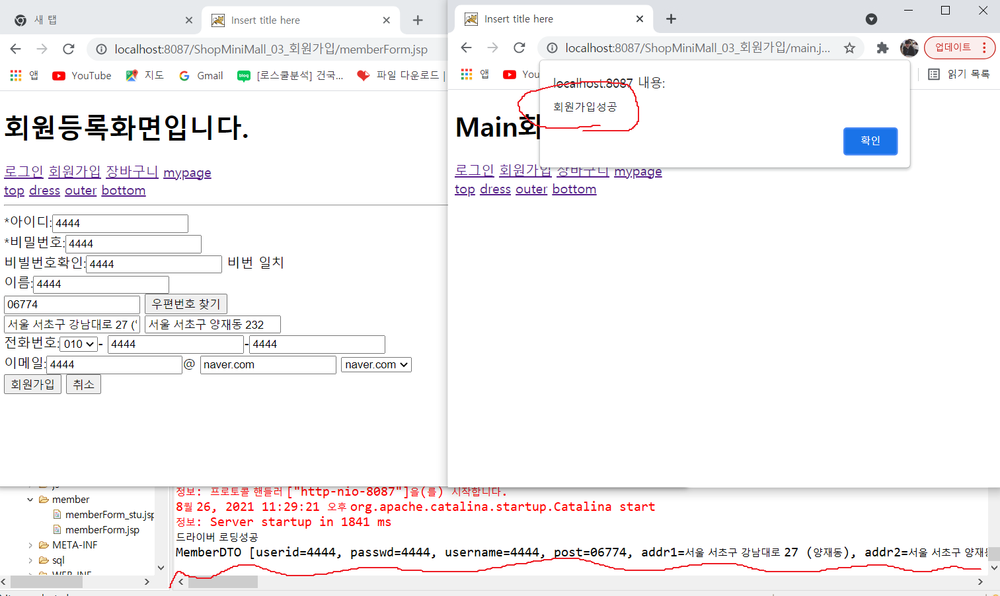 새 탭
Insert title here
localhost:8087/ShopMiniMall_03_회원가입/memberForm.jsp
앱 YouTube 지도 Gmail [로스쿨분석] 건국... 파일 다운로드 |
회원등록화면입니다.
로그인 회원가입 장바구니 mypage
top dress outer bottom
*아이디: 4444
*비밀번호: 4444
비빌번호확인: 4444 비번 일치
이름: 4444
06774 우편번호 찾기
서울 서초구 강남대로 27 ( 서울 서초구 양재동 232
전화번호: 010 - 4444 - 4444
이메일: 4444 @ naver.com naver.com
회원가입 취소
Insert title here
localhost:8087/ShopMiniMall_03_회원가입/main.j...
업데이트
앱 You
읽기 목록
localhost:8087 내용:
회원가입성공
확인
Main화
로그인 회원가입 장바구니 mypage
top dress outer bottom
member
memberForm_stu.jsp
memberForm.jsp
META-INF
sql
WEB-INF
정보: 프로토콜 핸들러 ["http-nio-8087"]을(를) 시작합니다.
8월 26, 2021 11:29:21 오후 org.apache.catalina.startup.Catalina start
정보: Server startup in 1841 ms
드라이버 로딩성공
MemberDTO [userid=4444, passwd=4444, username=4444, post=06774, addr1=서울 서초구 강남대로 27 (양재동), addr2=서울 서초구 양재동